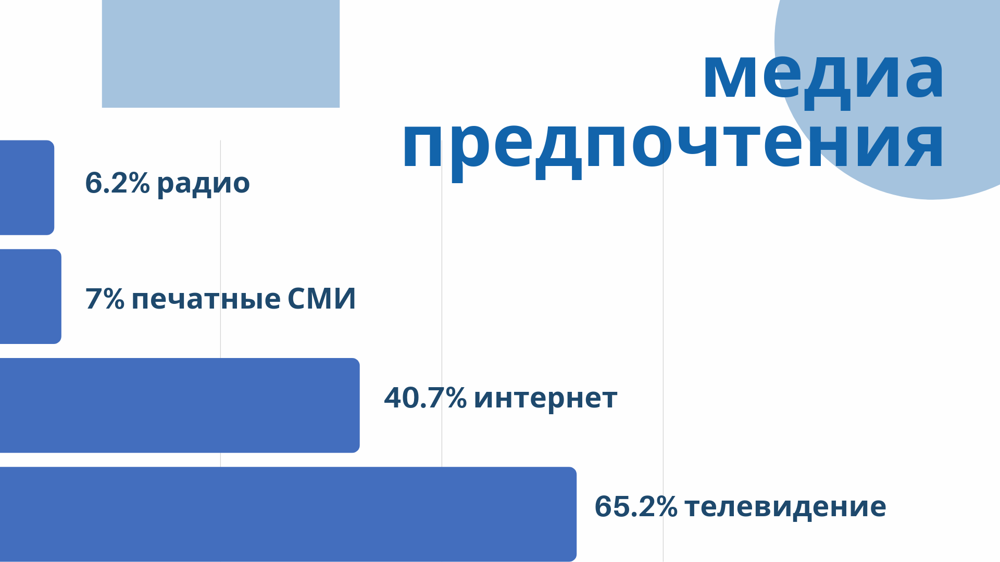 медиа
предпочтения
6.2% радио
7% печатные СМИ
40.7% интернет
65.2% телевидение